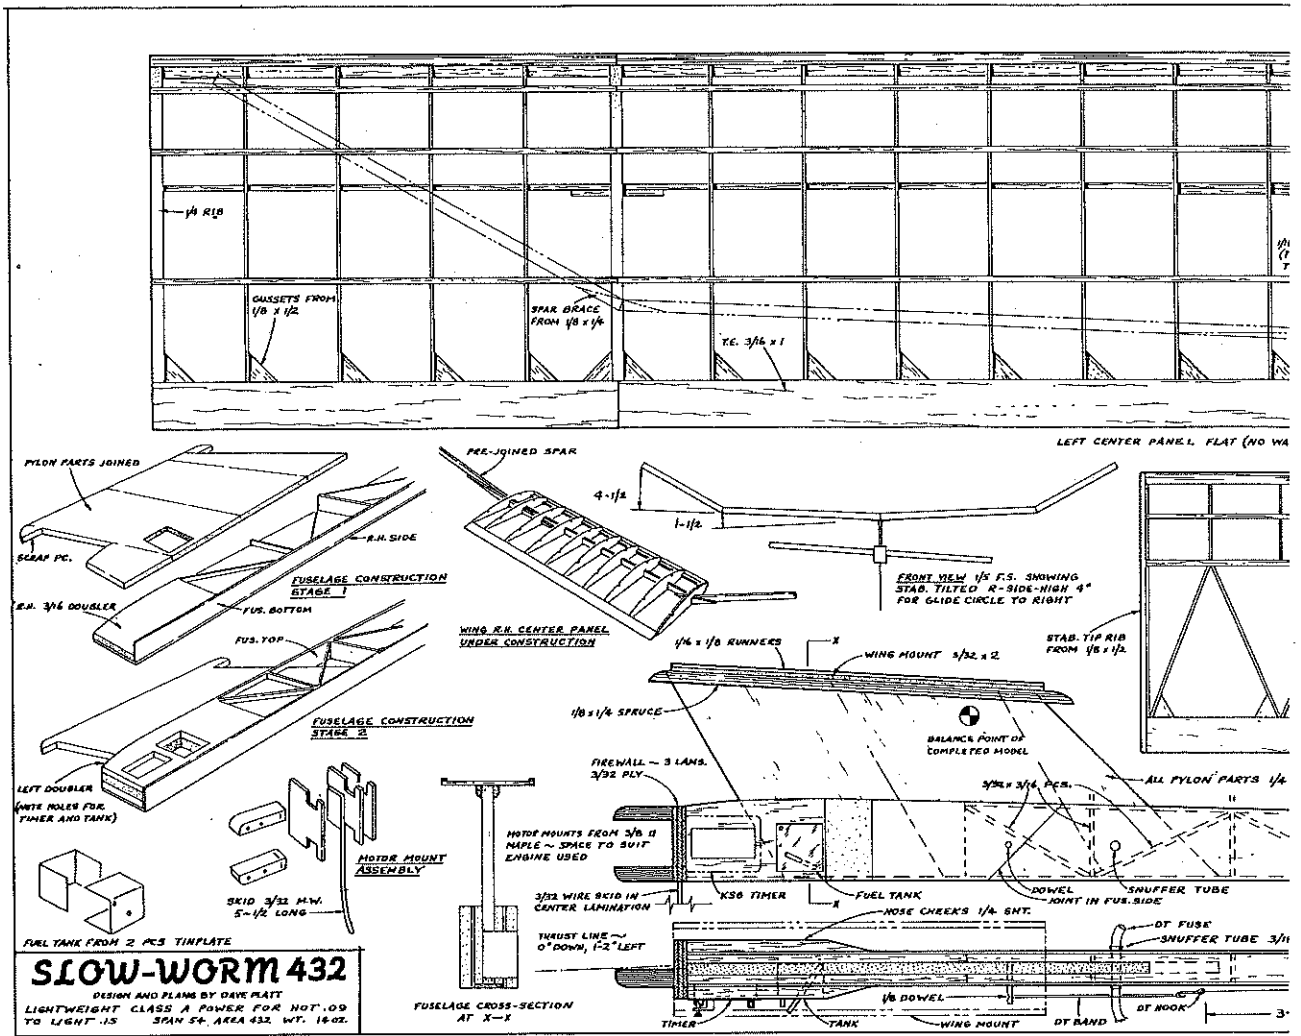 1/4 RIB
GUSSETS FROM
1/8 x 1/2
SPAR BRACE
FROM 1/8 x 1/4
T.E. 3/16 x 1
LEFT CENTER PANEL FLAT (NO WA
PYLON PARTS JOINED
SCRAP PC.
R.H. SIDE
FUSELAGE CONSTRUCTION
STAGE 1
R.H. 3/16 DOUBLER
FUS. BOTTOM
PRE-JOINED SPAR
WING R.H. CENTER PANEL
UNDER CONSTRUCTION
4-1/2
1-1/2
FRONT VIEW 1/5 F.S. SHOWING
STAB. TILTED R-SIDE-HIGH 4°
FOR GLIDE CIRCLE TO RIGHT
STAB. TIP RIB
FROM 1/8 x 1/2
FUS. TOP
FUSELAGE CONSTRUCTION
STAGE 2
LEFT DOUBLER
(NOTE HOLES FOR
TIMER AND TANK)
1/16 x 1/8 RUNNERS
X
WING MOUNT 3/32 x 2
1/8 x 1/4 SPRUCE
BALANCE POINT OF
COMPLETED MODEL
FIREWALL ~ 3 LAMS.
3/32 PLY
3/32 x 3/16 PCS.
ALL PYLON PARTS 1/4
MOTOR MOUNTS FROM 3/8 □
MAPLE ~ SPACE TO SUIT
ENGINE USED
MOTOR MOUNT
ASSEMBLY
SKID 3/32 M.W.
5-1/2 LONG
3/32 WIRE SKID IN
CENTER LAMINATION
KSB TIMER
X
FUEL TANK
DOWEL
JOINT IN FUS. SIDE
SNUFFER TUBE
FUEL TANK FROM 2 PCS TINPLATE
THRUST LINE ~
0° DOWN, 1-2° LEFT
NOSE CHEEKS 1/4 SHT.
DT FUSE
SNUFFER TUBE 3/1
FUSELAGE CROSS-SECTION
AT X-X
TIMER
TANK
1/8 DOWEL
WING MOUNT
DT BAND
DT HOOK
3
SLOW-WORM 432
DESIGN AND PLANS BY DAVE PLATT
LIGHTWEIGHT CLASS A POWER FOR HOT .09
TO LIGHT .15 SPAN 54, AREA 432, WT. 14 OZ.